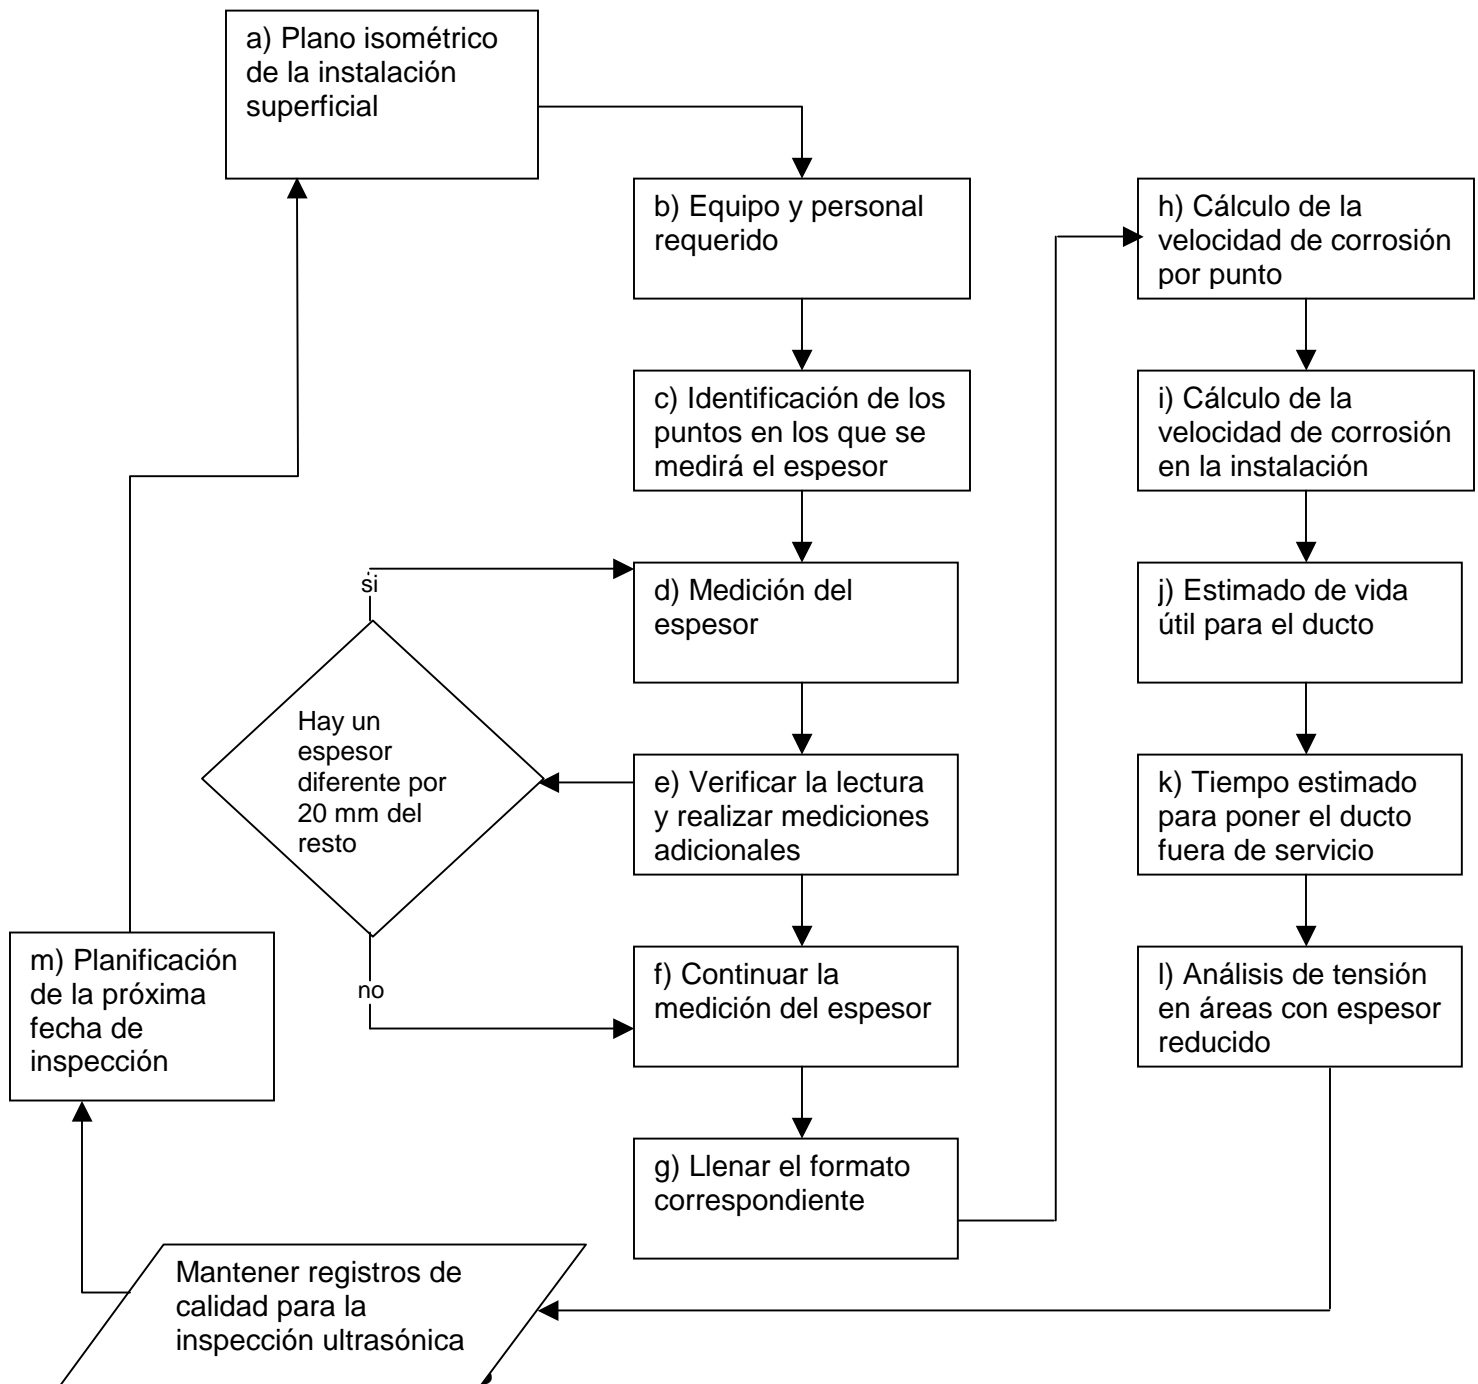 a) Plano isométrico
de la instalación
superficial
b) Equipo y personal
requerido
c) Identificación de los
puntos en los que se
medirá el espesor
si
d) Medición del
espesor
Hay un
espesor
diferente por
20 mm del
resto
e) Verificar la lectura
y realizar mediciones
adicionales
no
f) Continuar la
medición del espesor
g) Llenar el formato
correspondiente
h) Cálculo de la
velocidad de corrosión
por punto
i) Cálculo de la
velocidad de corrosión
en la instalación
j) Estimado de vida
útil para el ducto
k) Tiempo estimado
para poner el ducto
fuera de servicio
l) Análisis de tensión
en áreas con espesor
reducido
Mantener registros de
calidad para la
inspección ultrasónica
m) Planificación
de la próxima
fecha de
inspección